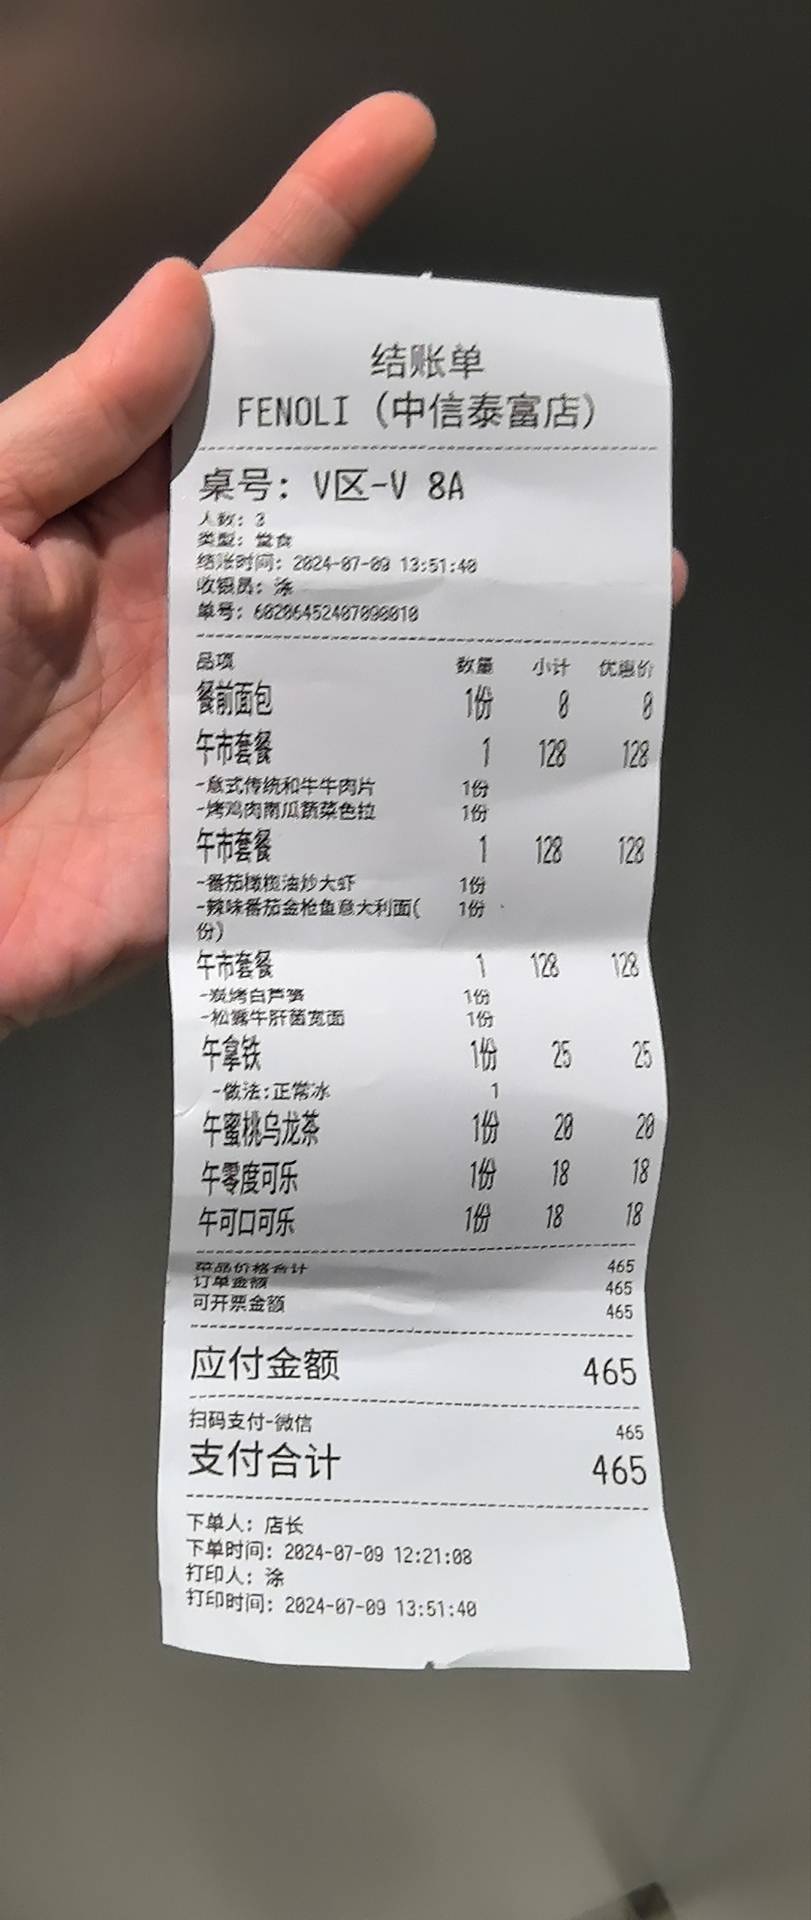 结账单
FENOLI（中信泰富店）
桌号：V区-V 8A
人数：3
类型：堂食
结账时间：2024-07-09 13:51:40
收银员：涂
单号：60206452407090010
品项 数量 小计 优惠价
餐前面包 1份 0 0
午市套餐 1 128 128
-意式传统和牛牛肉片 1份
-烤鸡肉南瓜蔬菜色拉 1份
午市套餐 1 128 128
-番茄橄榄油炒大虾 1份
-辣味番茄金枪鱼意大利面( 1份
份)
午市套餐 1 128 128
-炭烤白芦笋 1份
-松露牛肝菌宽面 1份
午拿铁 1份 25 25
-做法:正常冰 1
午蜜桃乌龙茶 1份 20 20
午零度可乐 1份 18 18
午可口可乐 1份 18 18
菜品价格合计 465
订单金额 465
可开票金额 465
应付金额 465
扫码支付-微信 465
支付合计 465
下单人：店长
下单时间：2024-07-09 12:21:08
打印人：涂
打印时间：2024-07-09 13:51:40